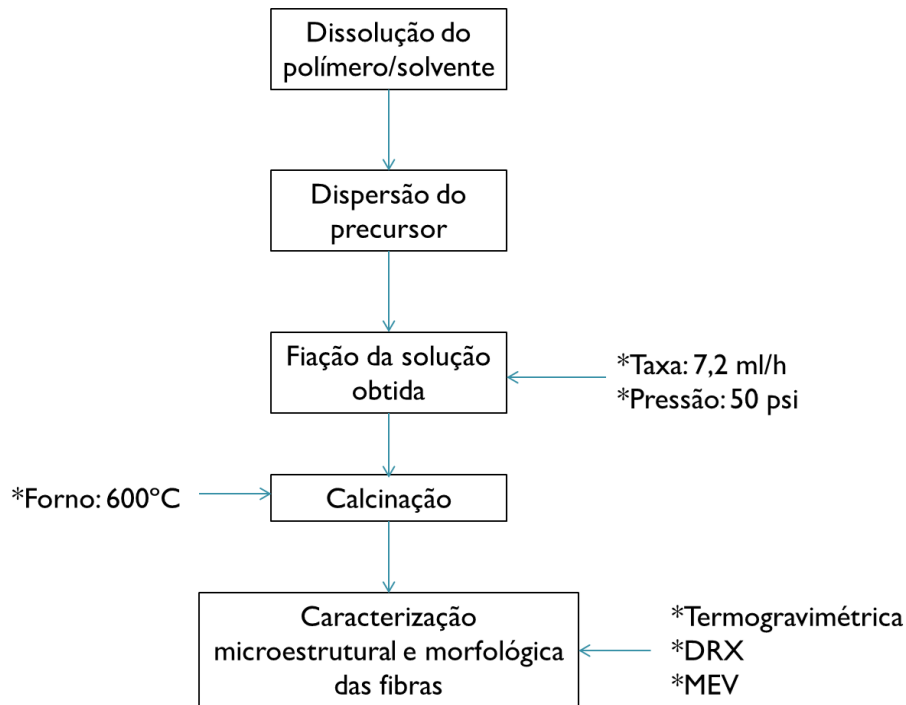 Dissolução do
polímero/solvente
Dispersão do
precursor
Fiação da solução
obtida
*Taxa: 7,2 ml/h
*Pressão: 50 psi
*Forno: 600ºC
Calcinação
Caracterização
microestrutural e morfológica
das fibras
*Termogravimétrica
*DRX
*MEV